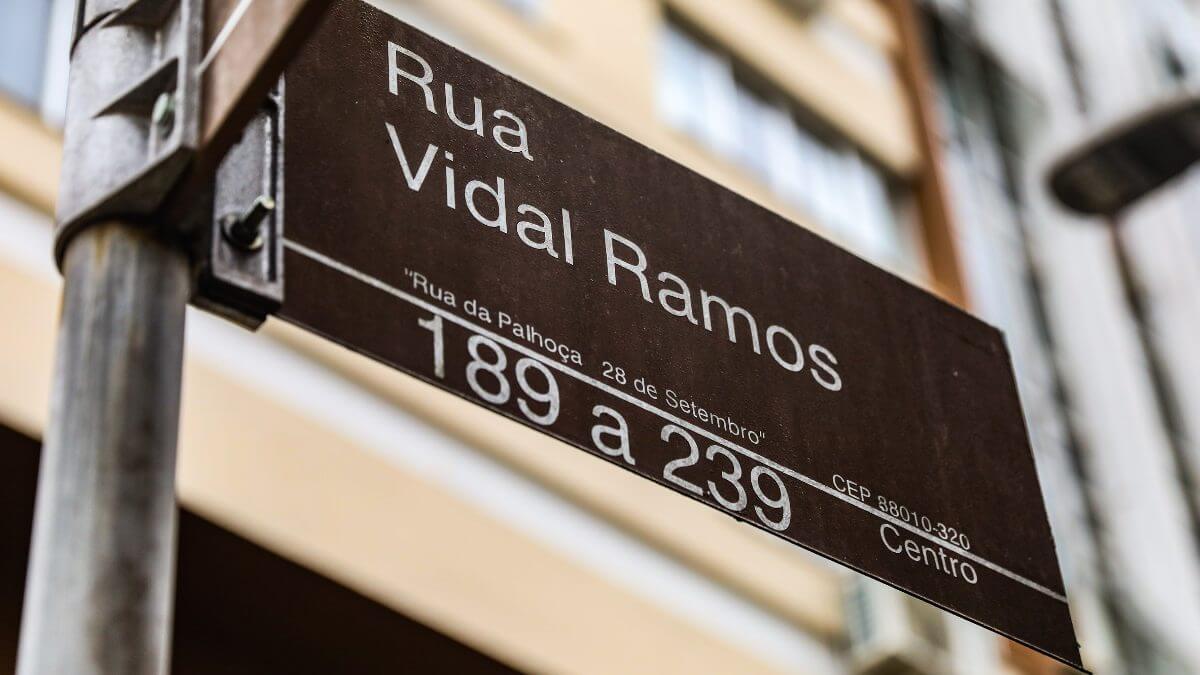 Rua
Vidal Ramos
"Rua da Palhoça 28 de Setembro"
189 a 239
CEP 88010-320
Centro